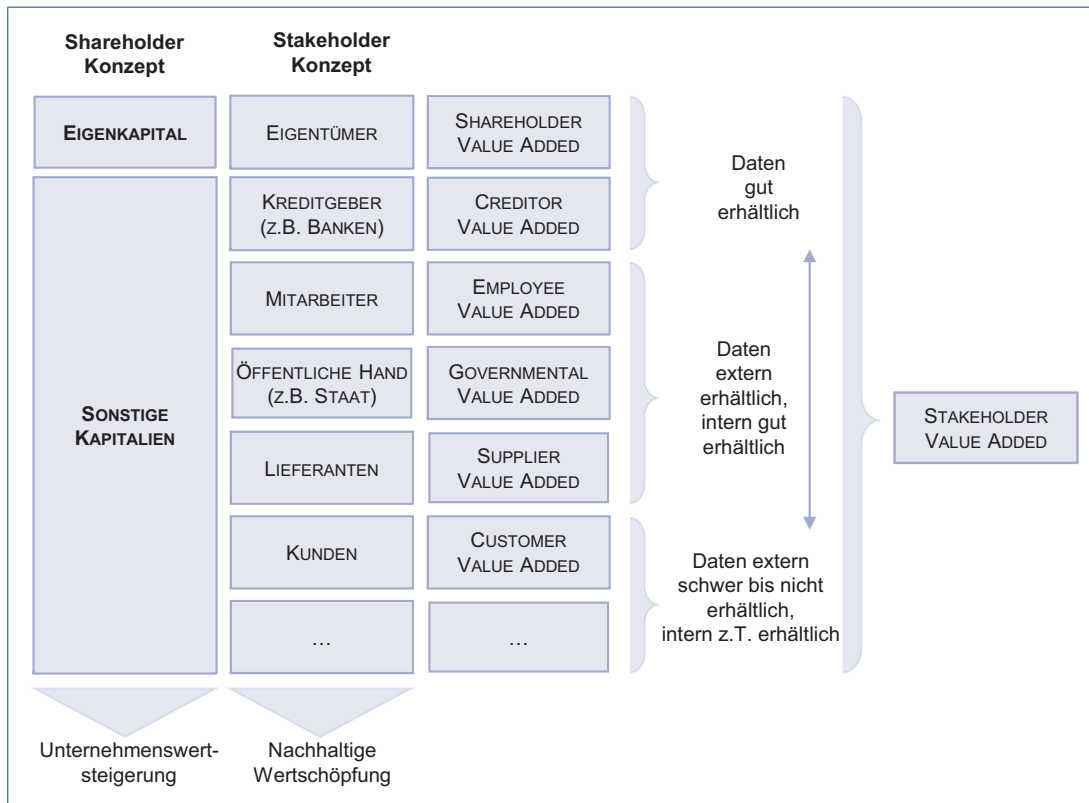 Shareholder
Konzept
Stakeholder
Konzept
EIGENKAPITAL
EIGENTÜMER
SHAREHOLDER
VALUE ADDED
Daten
gut
erhältlich
KREDITGEBER
(Z.B. BANKEN)
CREDITOR
VALUE ADDED
MITARBEITER
EMPLOYEE
VALUE ADDED
SONSTIGE
KAPITALIEN
ÖFFENTLICHE HAND
(Z.B. STAAT)
GOVERNMENTAL
VALUE ADDED
Daten
extern
erhältlich,
intern gut
erhältlich
STAKEHOLDER
VALUE ADDED
LIEFERANTEN
SUPPLIER
VALUE ADDED
KUNDEN
CUSTOMER
VALUE ADDED
Daten extern
schwer bis nicht
erhältlich,
intern z.T. erhältlich
...
...
Unternehmenswert-
steigerung
Nachhaltige
Wertschöpfung